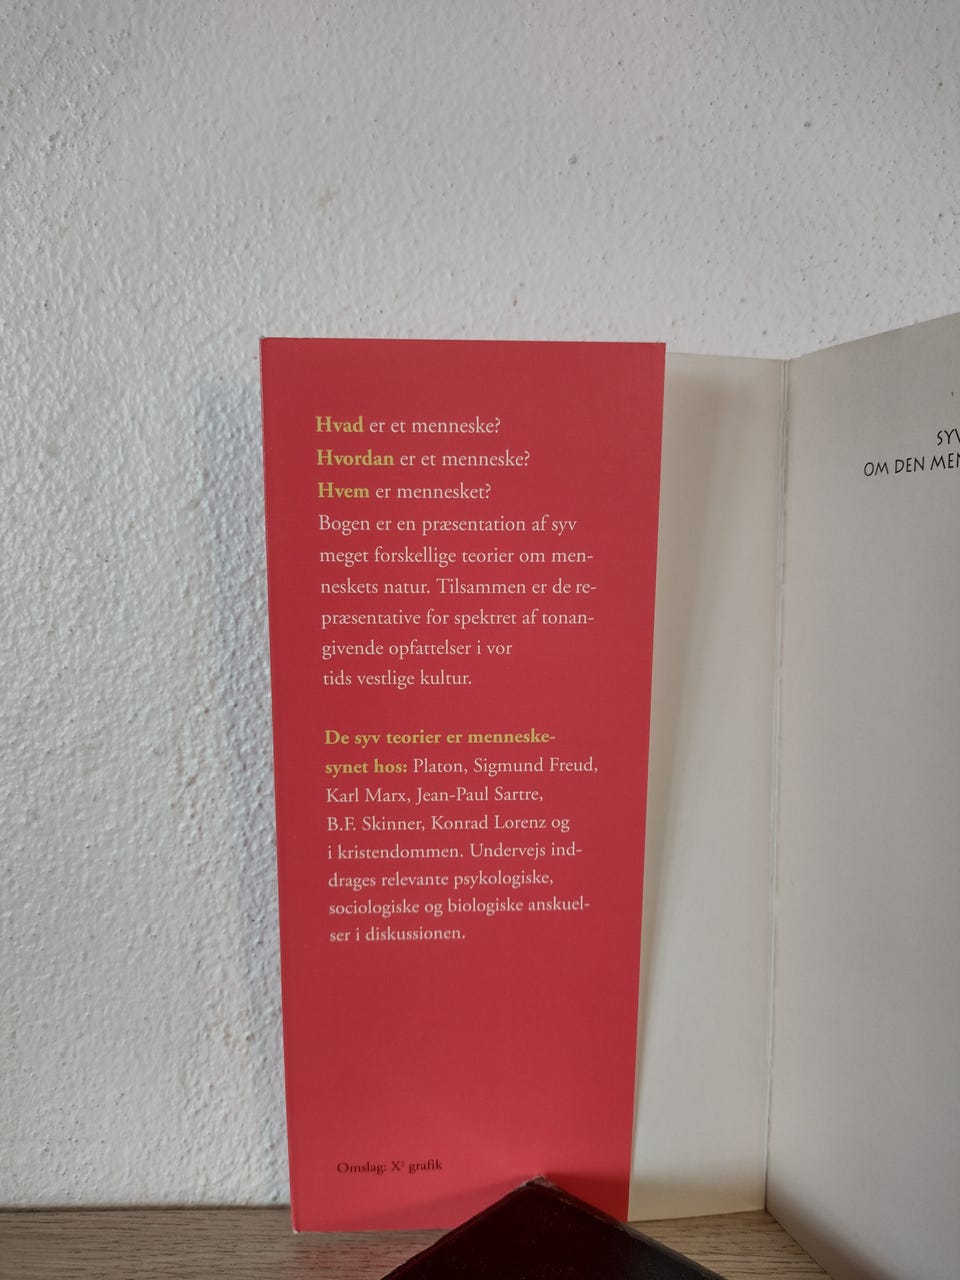 Hvad er et menneske?
Hvordan er et menneske?
Hvem er mennesket?
Bogen er en præsentation af syv
meget forskellige teorier om men-
neskets natur. Tilsammen er de re-
præsentative for spektret af tonan-
givende opfattelser i vor
tids vestlige kultur.
De syv teorier er menneske-
synet hos: Platon, Sigmund Freud,
Karl Marx, Jean-Paul Sartre,
B.F. Skinner, Konrad Lorenz og
i kristendommen. Undervejs ind-
drages relevante psykologiske,
sociologiske og biologiske anskuel-
ser i diskussionen.
Omslag: X² grafik
SYV
OM DEN MEN